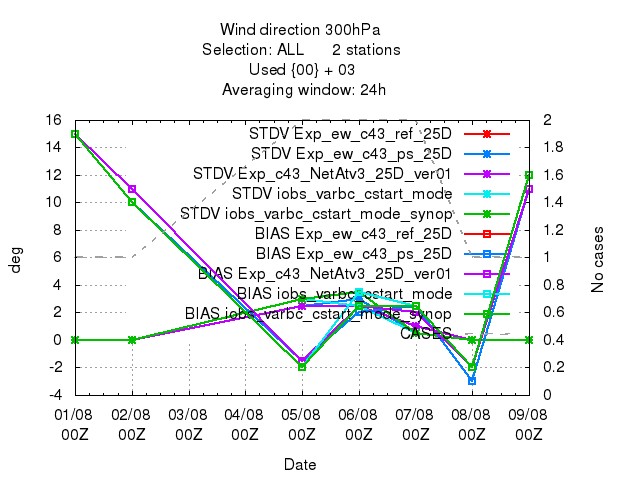 Wind direction 300hPa
Selection: ALL 2 stations
Used {00} + 03
Averaging window: 24h
16 2
STDV Exp_ew_c43_ref_25D
14 STDV Exp_ew_c43_ps_25D 1.8
12 STDV Exp_c43_NetAtv3_25D_ver01 1.6
STDV iobs_varbc_cstart_mode
10 STDV iobs_varbc_cstart_mode_synop 1.4
8 BIAS Exp_ew_c43_ref_25D 1.2
6 BIAS Exp_ew_c43_ps_25D 1
4 BIAS Exp_c43_NetAtv3_25D_ver01 0.8
BIAS iobs_varbc_cstart_mode
2 BIAS iobs_varbc_cstart_mode_synop 0.6
CASES
0 0.4
-2 0.2
-4 0
deg
No cases
01/08 02/08 03/08 04/08 05/08 06/08 07/08 08/08 09/08
00Z 00Z 00Z 00Z 00Z 00Z 00Z 00Z 00Z
Date